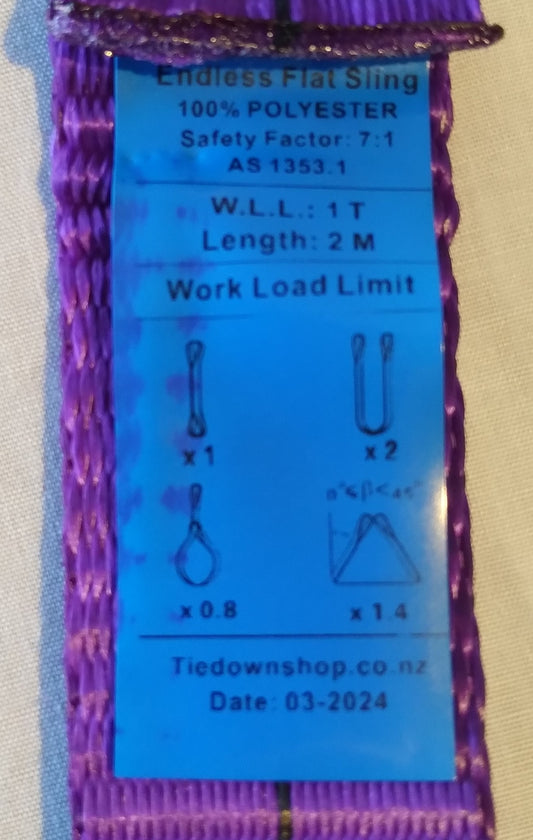 Endless Flat Sling
100% POLYESTER
Safety Factor: 7:1
AS 1353.1
W.L.L.: 1 T
Length: 2 M
Work Load Limit
x 1
x 2
0°≤β<45°
x 0.8
x 1.4
Tiedownshop.co.nz
Date: 03-2024